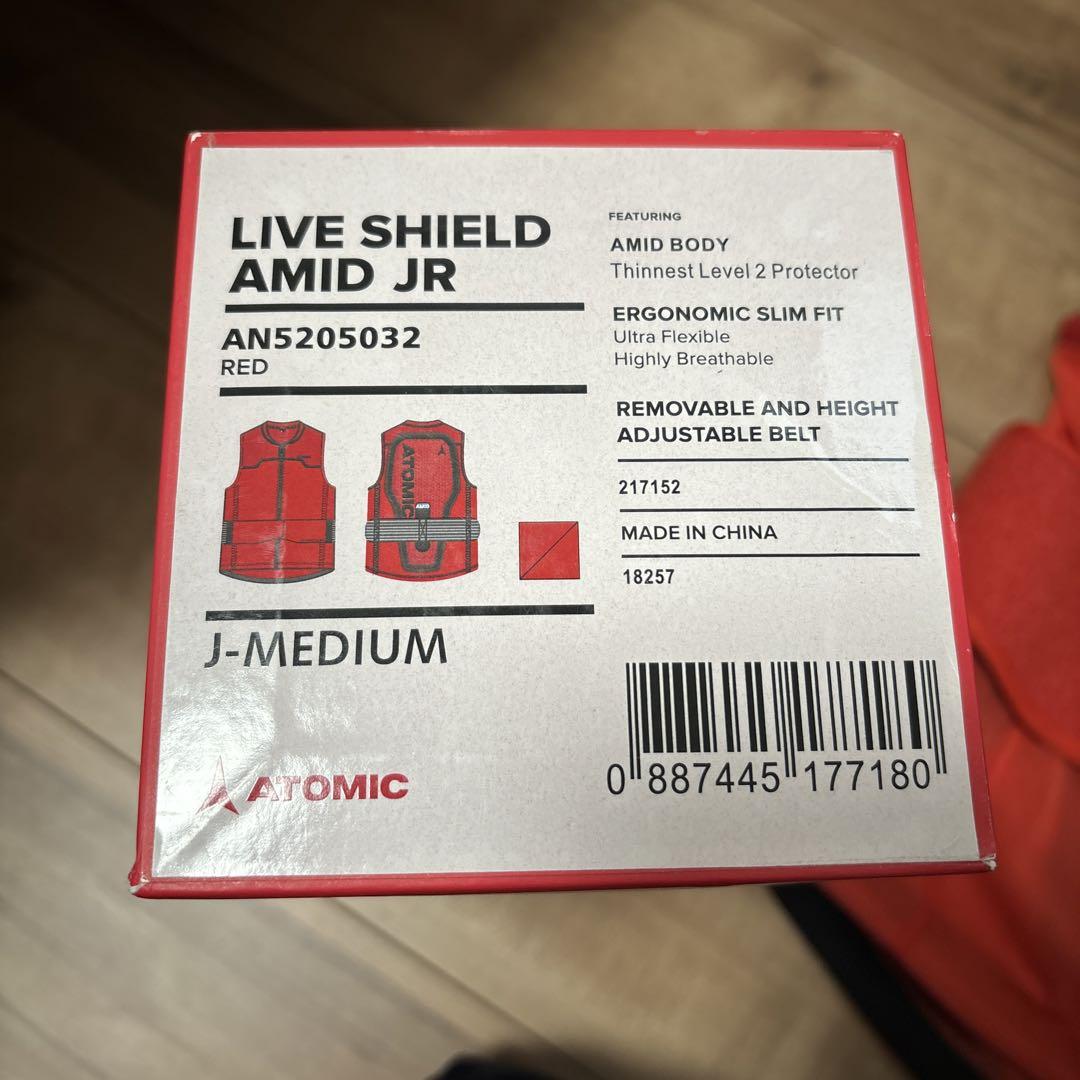 LIVE SHIELD
AMID JR
AN5205032
RED
ATOMIC
J-MEDIUM
ATOMIC
FEATURING
AMID BODY
Thinnest Level 2 Protector
ERGONOMIC SLIM FIT
Ultra Flexible
Highly Breathable
REMOVABLE AND HEIGHT
ADJUSTABLE BELT
217152
MADE IN CHINA
18257
0 887445 177180